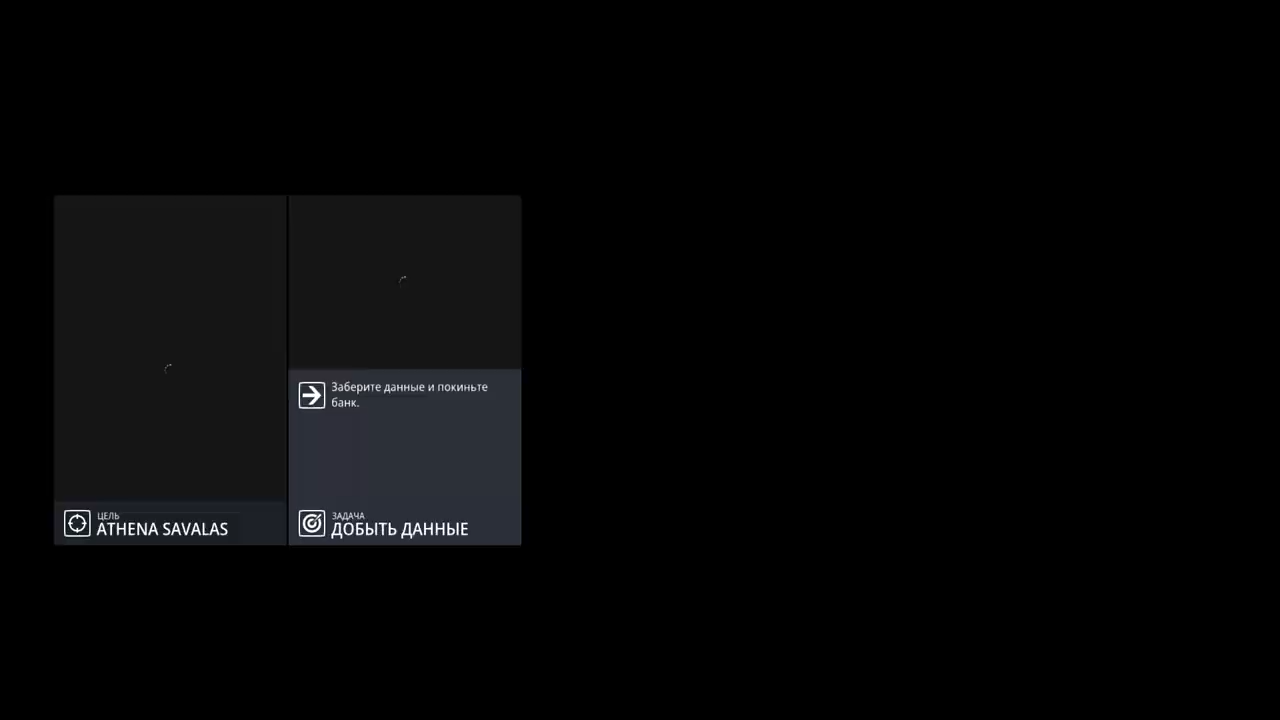 Заберите данные и покиньте
банк.
ЦЕЛЬ
ATHENA SAVALAS
ЗАДАЧА
ДОБЫТЬ ДАННЫЕ